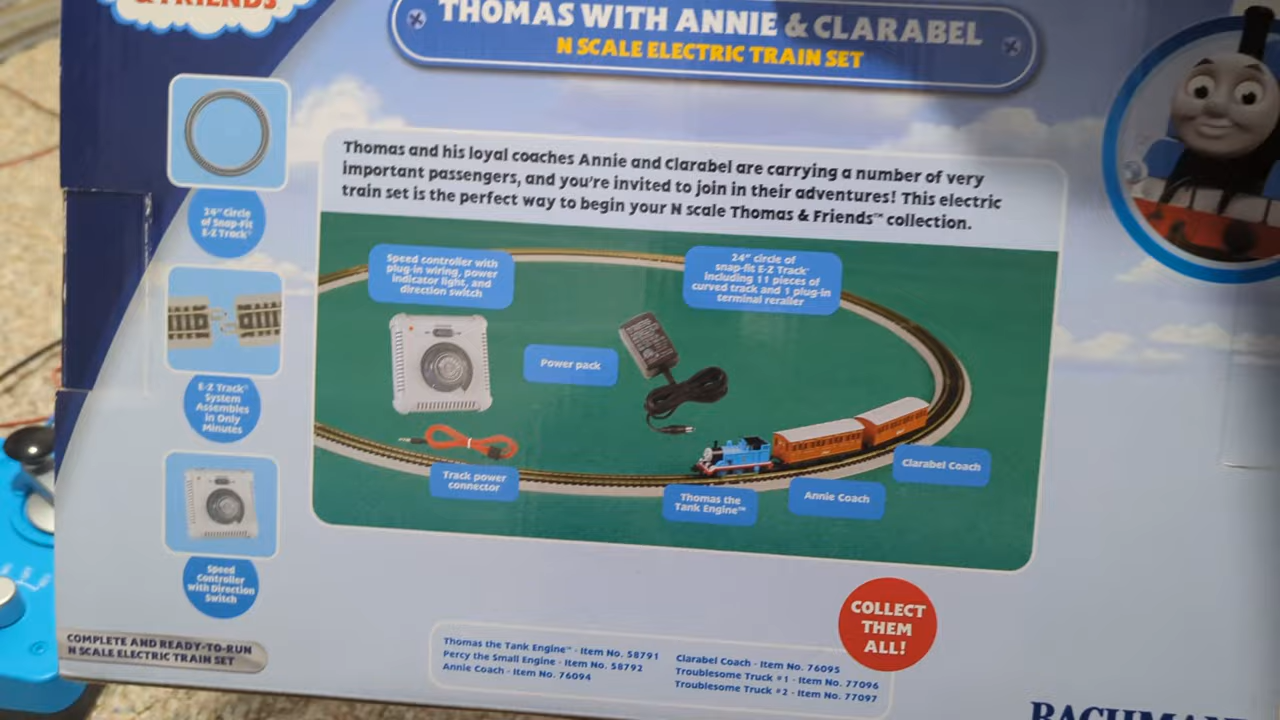 & FRIENDS
THOMAS WITH ANNIE & CLARABEL
N SCALE ELECTRIC TRAIN SET
Thomas and his loyal coaches Annie and Clarabel are carrying a number of very
important passengers, and you're invited to join in their adventures! This electric
train set is the perfect way to begin your N scale Thomas & Friends™ collection.
24" Circle
of Snap-Fit
E-Z Track®
E-Z Track®
System
Assembles
in Only
Minutes
Speed
Controller
with Direction
Switch
Speed controller with
plug-in wiring, power
indicator light, and
direction switch
24" circle of
snap-fit E-Z Track®
including 11 pieces of
curved track and 1 plug-in
terminal rerailer
Power pack
Track power
connector
Thomas the
Tank Engine™
Annie Coach
Clarabel Coach
COLLECT
THEM
ALL!
COMPLETE AND READY-TO-RUN
N SCALE ELECTRIC TRAIN SET
Thomas the Tank Engine™ - Item No. 58791
Percy the Small Engine - Item No. 58792
Annie Coach - Item No. 76094
Clarabel Coach - Item No. 76095
Troublesome Truck #1 - Item No. 77096
Troublesome Truck #2 - Item No. 77097